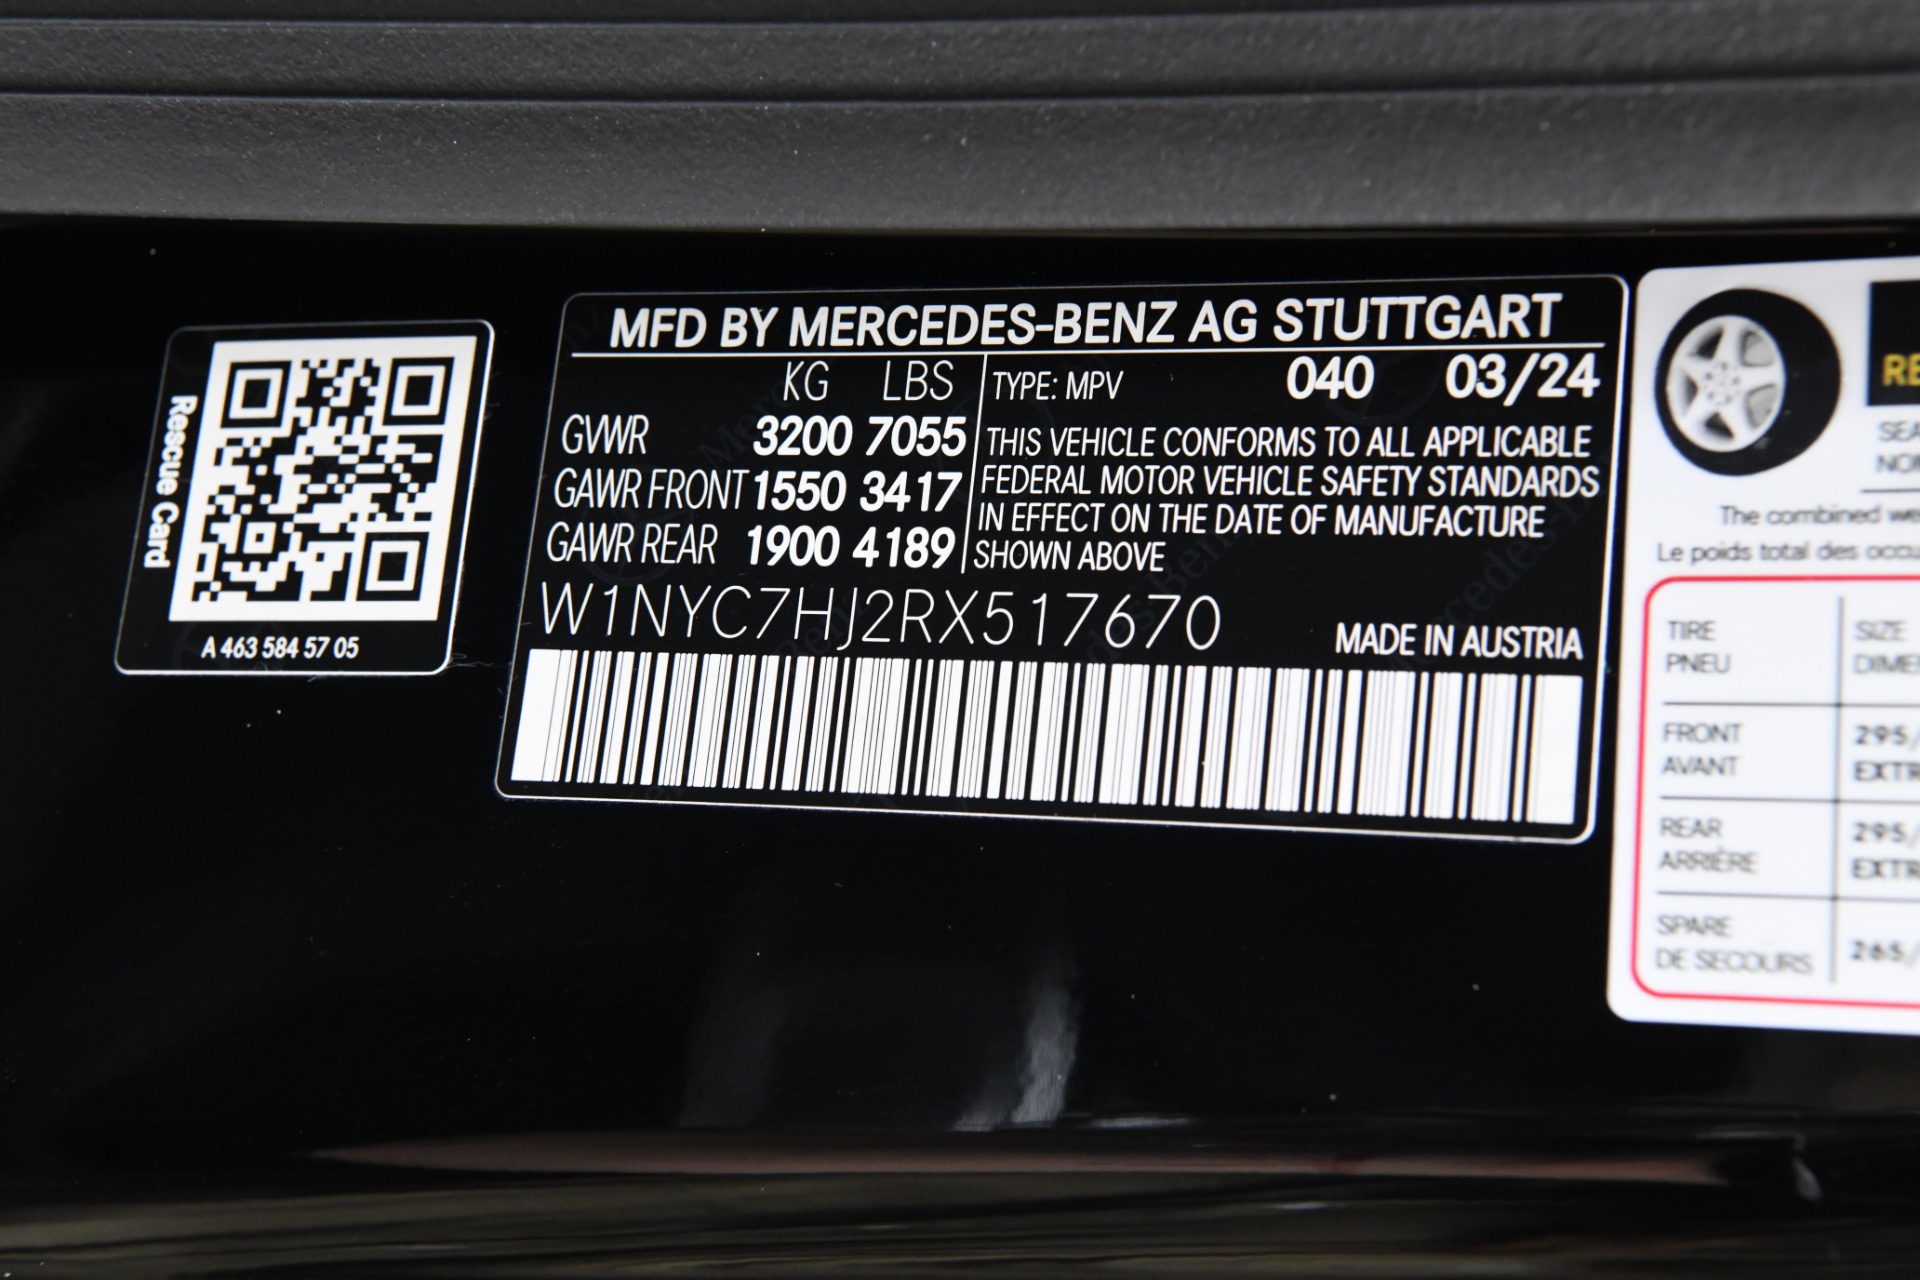 Rescue Card
A 463 584 57 05
MFD BY MERCEDES-BENZ AG STUTTGART
KG LBS
GVWR 3200 7055
GAWR FRONT 1550 3417
GAWR REAR 1900 4189
TYPE: MPV 040 03/24
THIS VEHICLE CONFORMS TO ALL APPLICABLE
FEDERAL MOTOR VEHICLE SAFETY STANDARDS
IN EFFECT ON THE DATE OF MANUFACTURE
SHOWN ABOVE
W1NYC7HJ2RX517670
MADE IN AUSTRIA
The combined
Le poids total des
TIRE SIZE
PNEU
FRONT 295/
AVANT
REAR 295/
ARRIÈRE
SPARE
DE SECOURS 265/